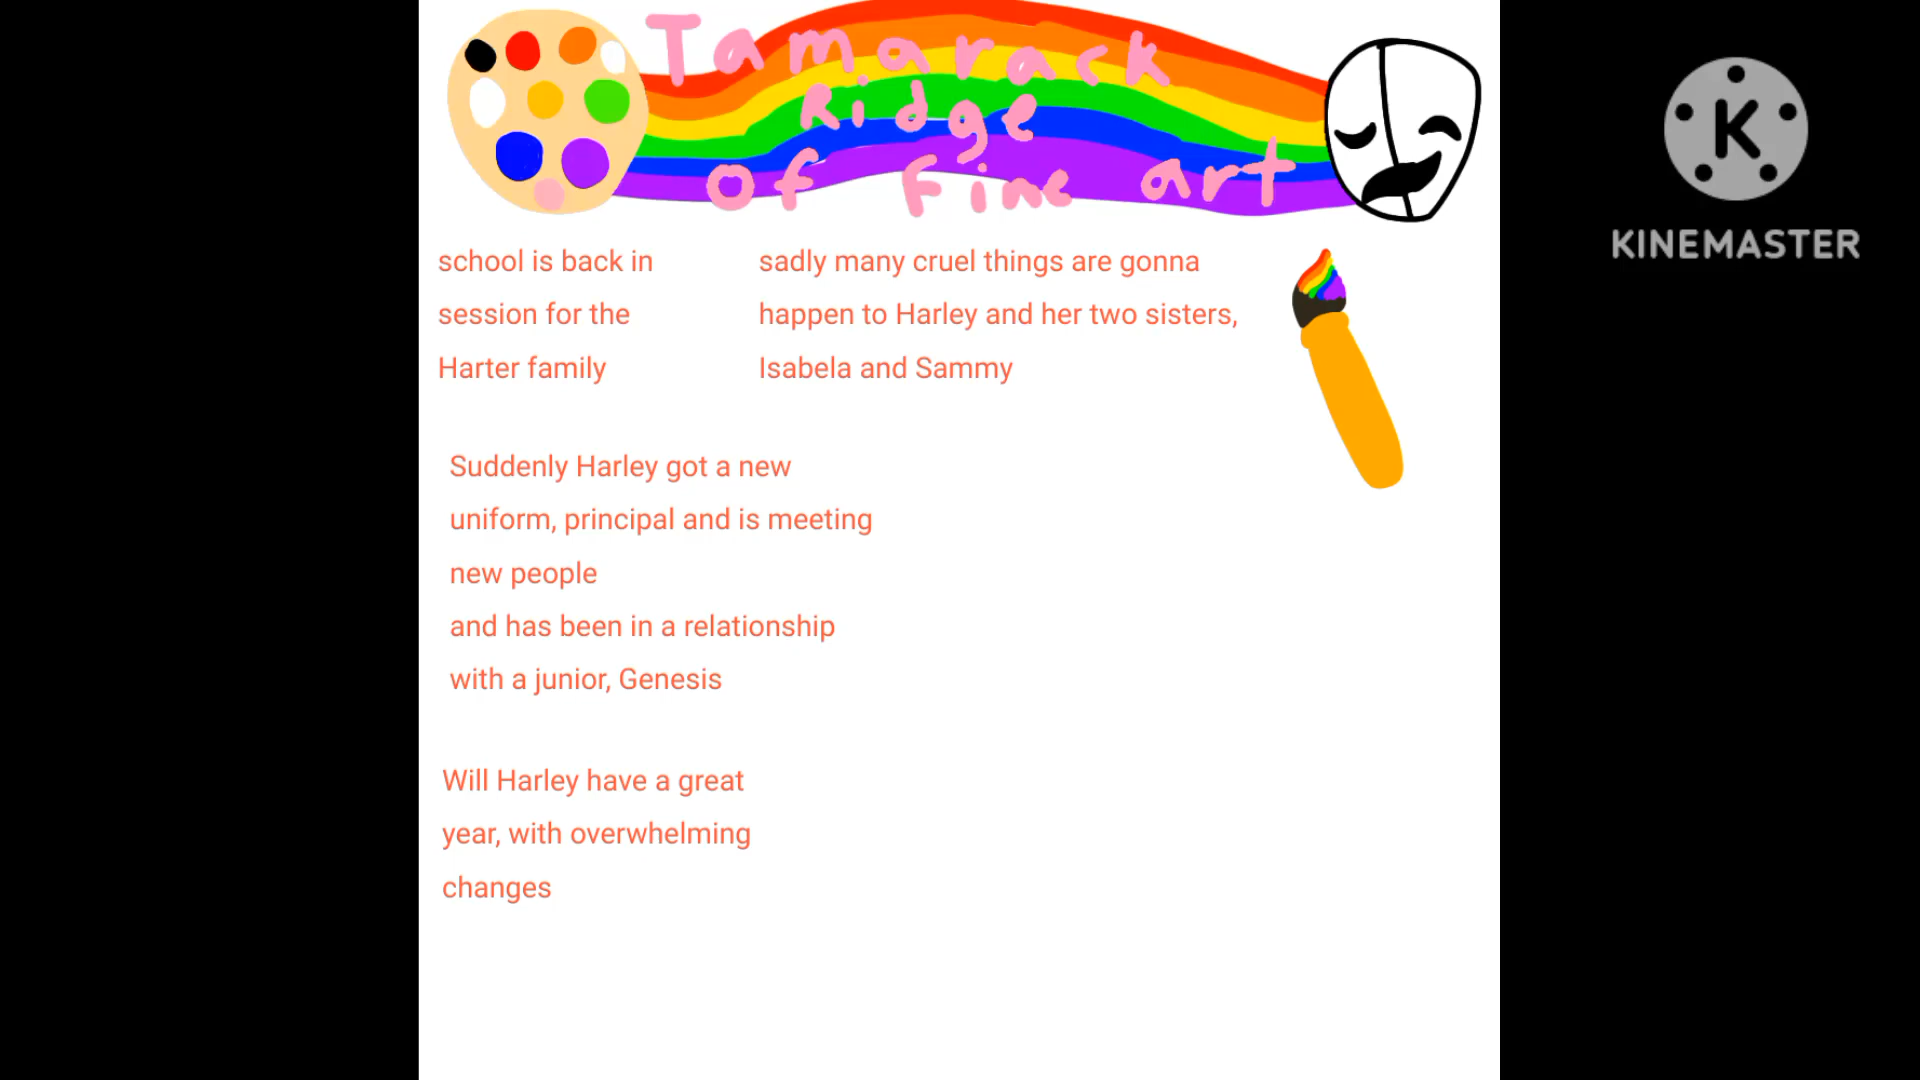 Tamarack
Ridge
of Fine art
K
KINEMASTER
school is back in
session for the
Harter family
sadly many cruel things are gonna
happen to Harley and her two sisters,
Isabela and Sammy
Suddenly Harley got a new
uniform, principal and is meeting
new people
and has been in a relationship
with a junior, Genesis
Will Harley have a great
year, with overwhelming
changes